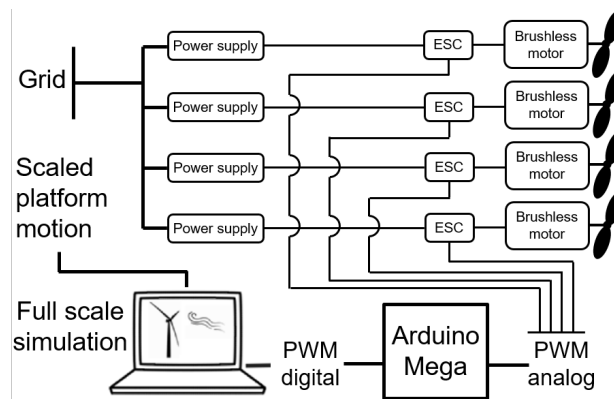 Grid
Power supply
ESC
Brushless
motor
Power supply
ESC
Brushless
motor
Power supply
ESC
Brushless
motor
Power supply
ESC
Brushless
motor
Scaled
platform
motion
Full scale
simulation
PWM
digital
Arduino
Mega
PWM
analog